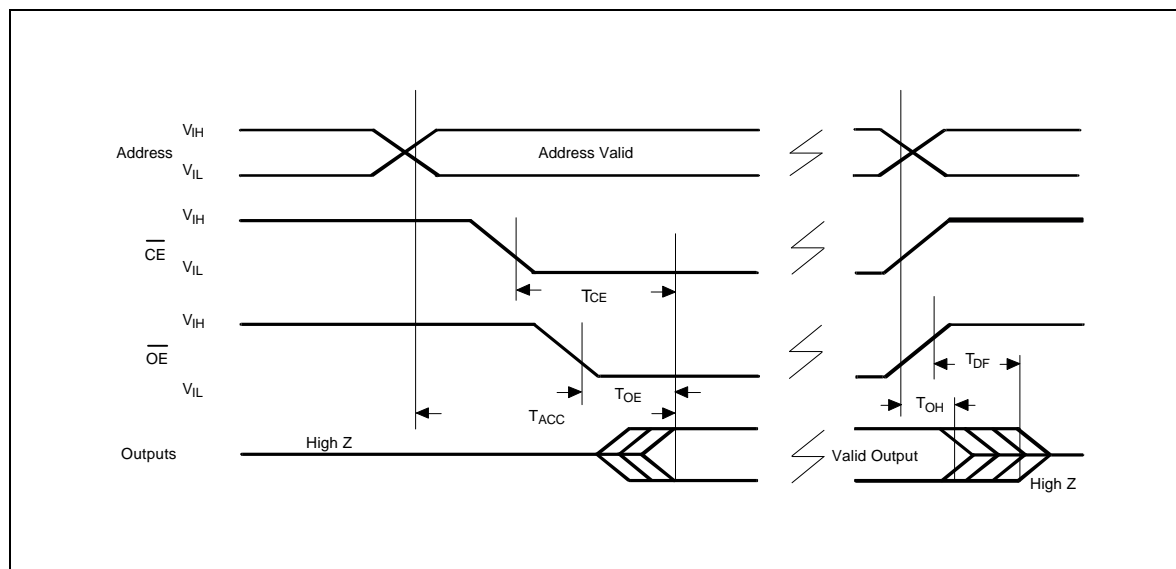 VIH
Address
Address Valid
VIL
VIH
CE
VIL
TCE
VIH
OE
TDF
VIL
TOE
TOH
TACC
High Z
Outputs
Valid Output
High Z